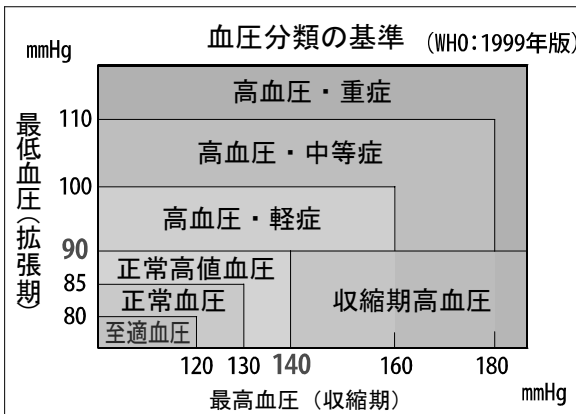 血圧分類の基準 (WHO:1999年版)
mmHg
最低血圧(拡張期)
高血圧・重症
110
高血圧・中等症
100
高血圧・軽症
90
正常高値血圧
85
正常血圧
収縮期高血圧
80
至適血圧
120 130 140 160 180
最高血圧(収縮期)
mmHg